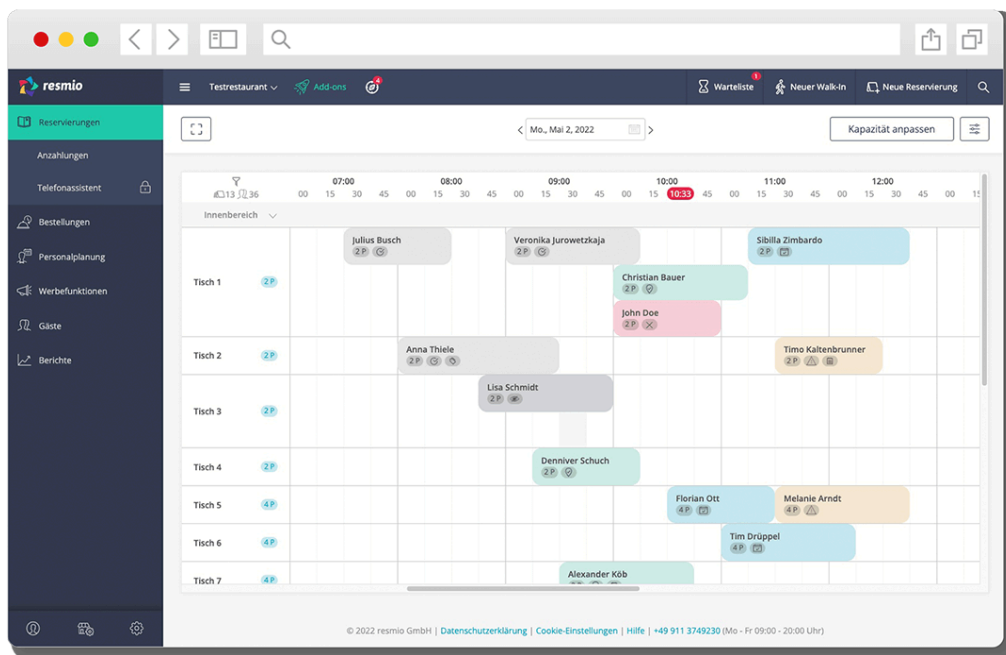 resmio
Testrestaurant
Add-ons
4
Warteliste
1
Neuer Walk-In
Neue Reservierung
Reservierungen
Anzahlungen
Telefonassistent
Bestellungen
Personalplanung
Werbefunktionen
Gäste
Berichte
Mo., Mai 2, 2022
Kapazität anpassen
07:00 08:00 09:00 10:00 11:00 12:00
13 36 00 15 30 45 00 15 30 45 00 15 30 45 00 15 10:33 45 00 15 30 45 00 15 30 45 00 15
Innenbereich
Julius Busch
2 P
Veronika Jurowetzkaja
2 P
Sibilla Zimbardo
2 P
Tisch 1 2 P
Christian Bauer
2 P
John Doe
2 P
Tisch 2 2 P
Anna Thiele
2 P
Timo Kaltenbrunner
2 P
Tisch 3 2 P
Lisa Schmidt
2 P
Tisch 4 2 P
Denniver Schuch
2 P
Tisch 5 4 P
Florian Ott
4 P
Melanie Arndt
4 P
Tisch 6 4 P
Tim Drüppel
4 P
Tisch 7 4 P
Alexander Köb
© 2022 resmio GmbH | Datenschutzerklärung | Cookie-Einstellungen | Hilfe | +49 911 3749230 (Mo - Fr 09:00 - 20:00 Uhr)